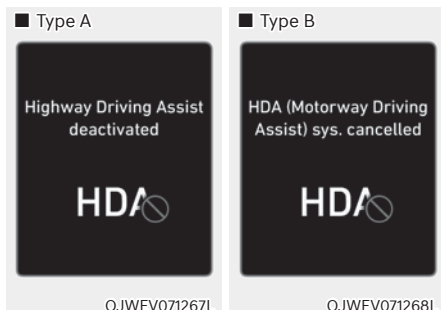 ■ Type A
Highway Driving Assist
deactivated
HDA
OJWEV071267L
■ Type B
HDA (Motorway Driving
Assist) sys. cancelled
HDA
OJWEV071268L